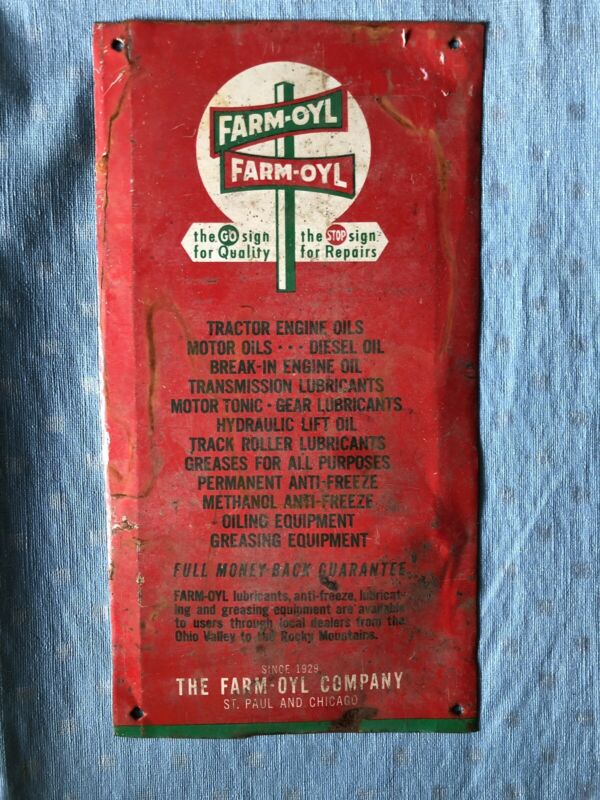 FARM-OYL
FARM-OYL
the GO sign the STOP sign
for Quality for Repairs
TRACTOR ENGINE OILS
MOTOR OILS · · · DIESEL OIL
BREAK-IN ENGINE OIL
TRANSMISSION LUBRICANTS
MOTOR TONIC · GEAR LUBRICANTS
HYDRAULIC LIFT OIL
TRACK ROLLER LUBRICANTS
GREASES FOR ALL PURPOSES
PERMANENT ANTI-FREEZE
METHANOL ANTI-FREEZE
OILING EQUIPMENT
GREASING EQUIPMENT
FULL MONEY-BACK GUARANTEE
FARM-OYL lubricants, anti-freeze, lubricat-
ing and greasing equipment are available
to users through local dealers from the
Ohio Valley to the Rocky Mountains.
SINCE 1929
THE FARM-OYL COMPANY
ST. PAUL AND CHICAGO